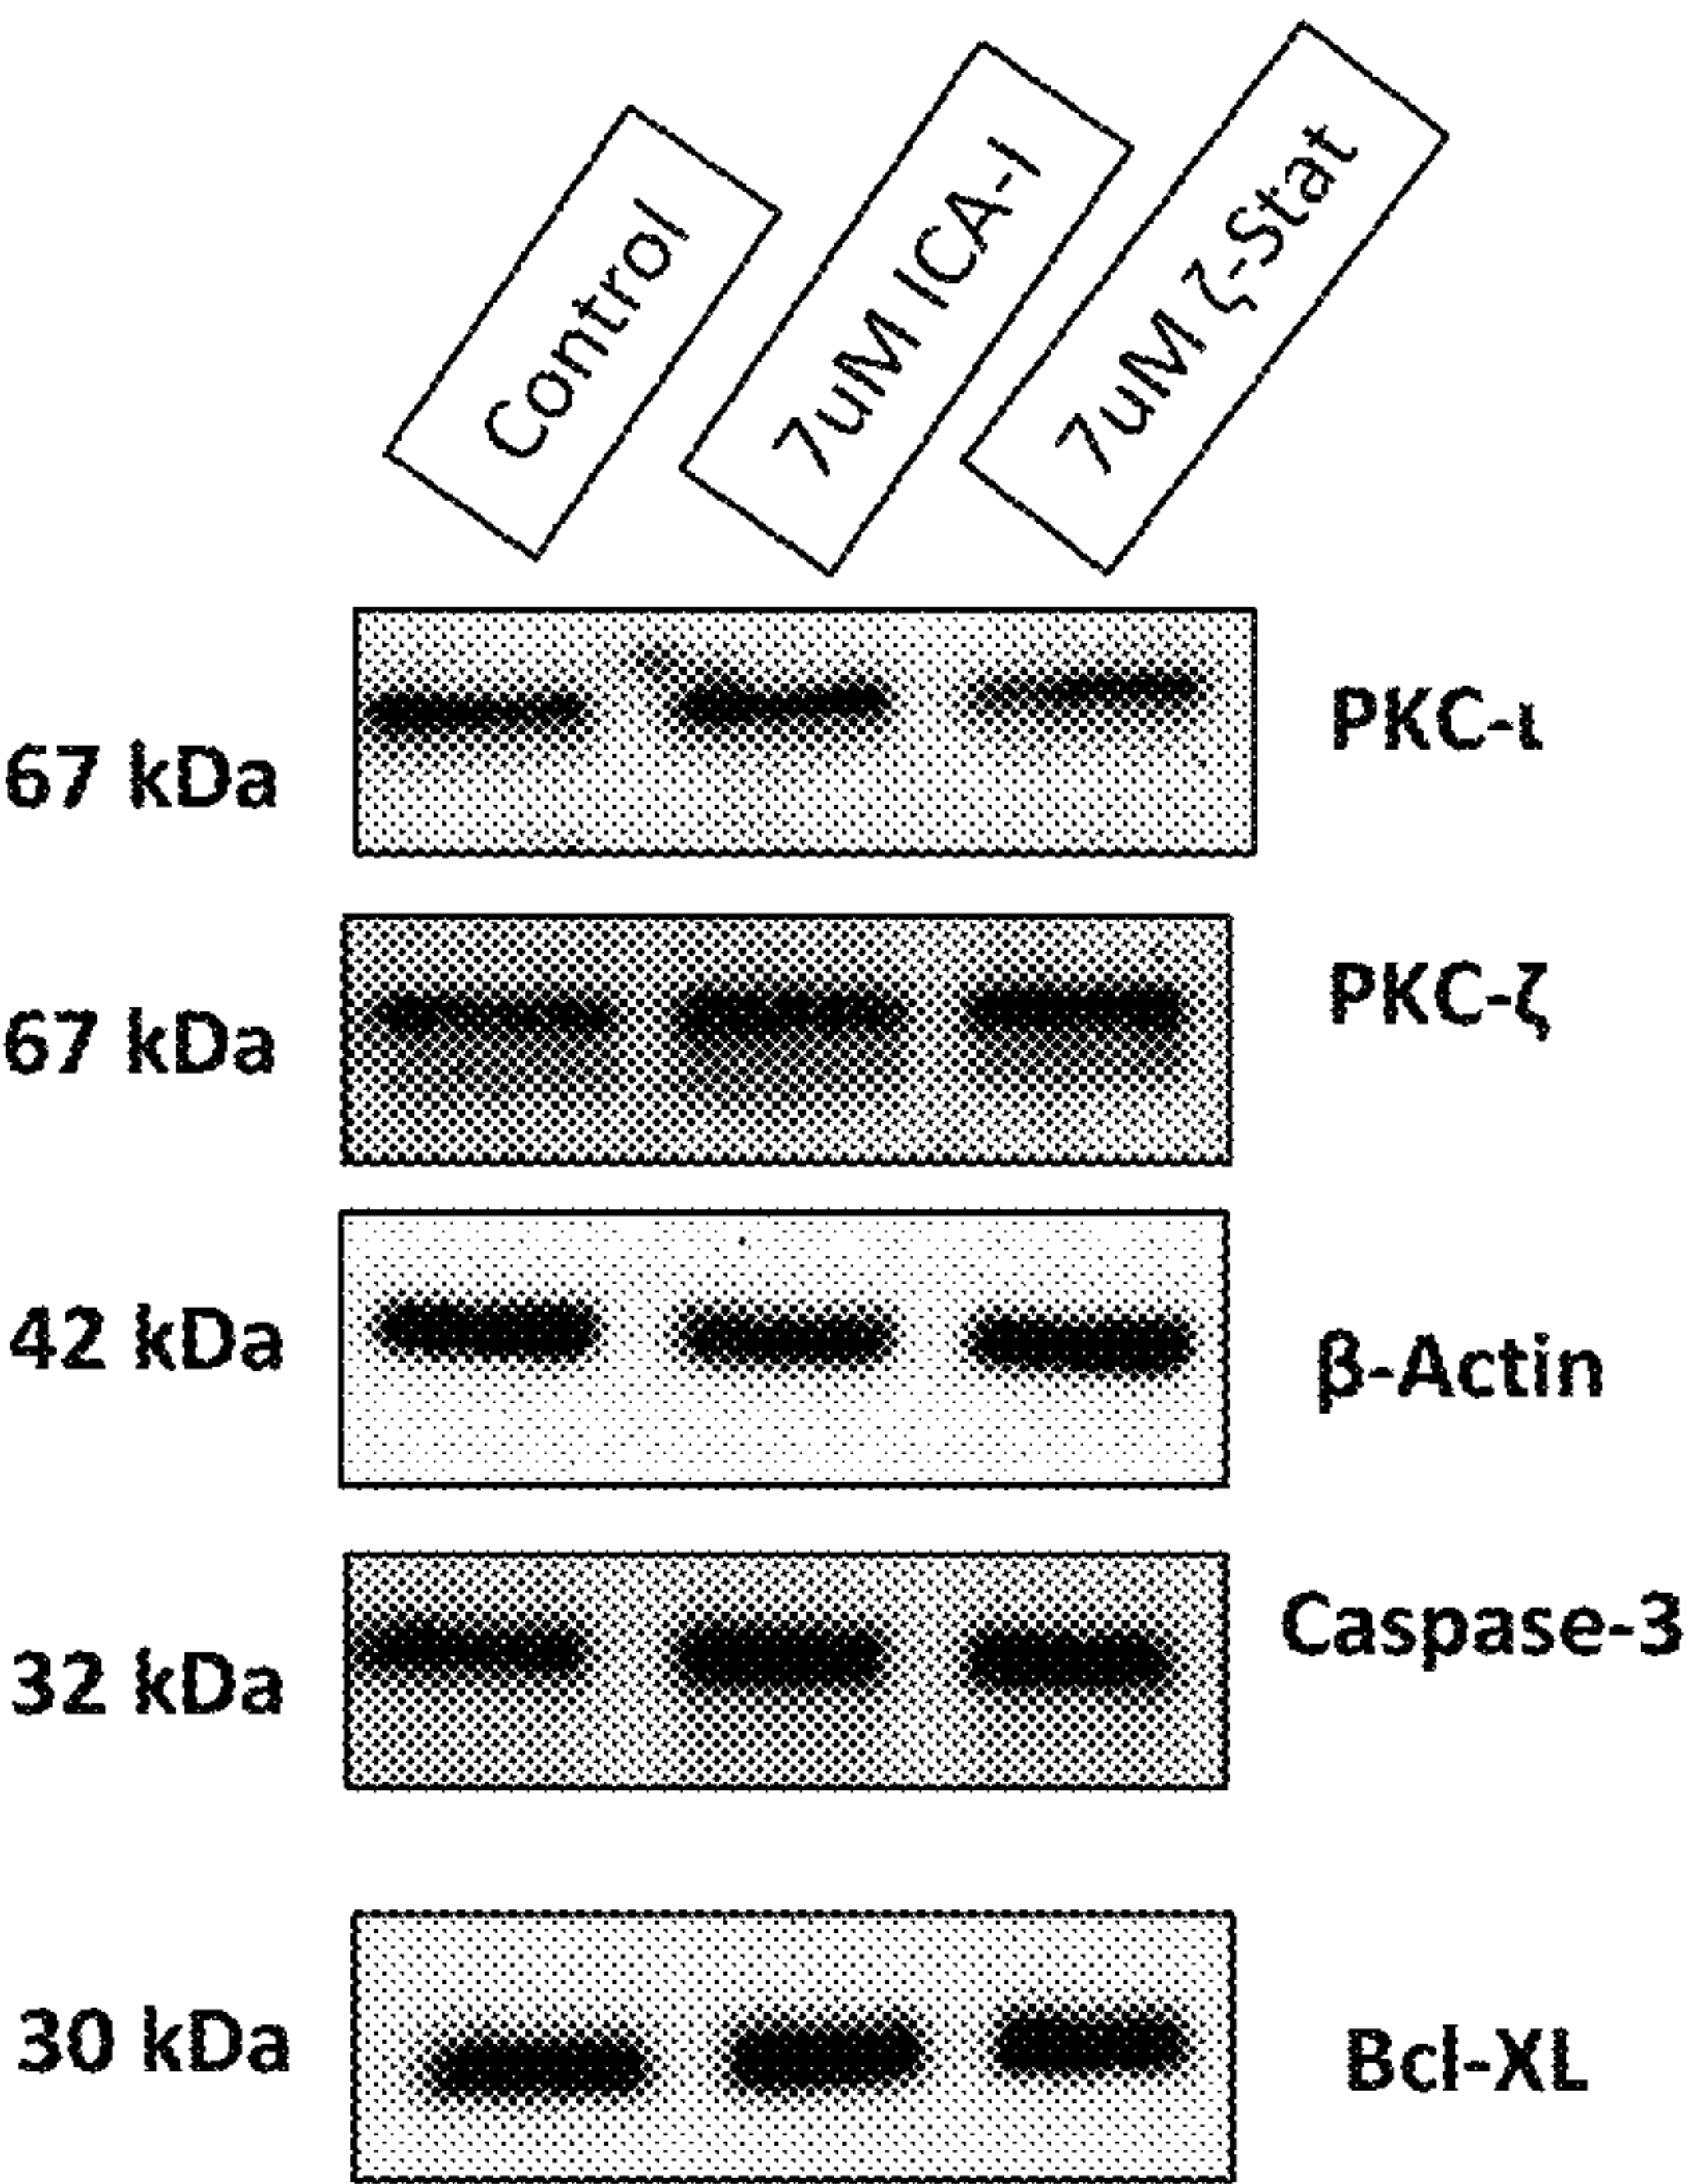 Control
7uM ICA-I
7uM ζ-Stat
67 kDa
PKC-ι
67 kDa
PKC-ζ
42 kDa
β-Actin
32 kDa
Caspase-3
30 kDa
Bcl-XL